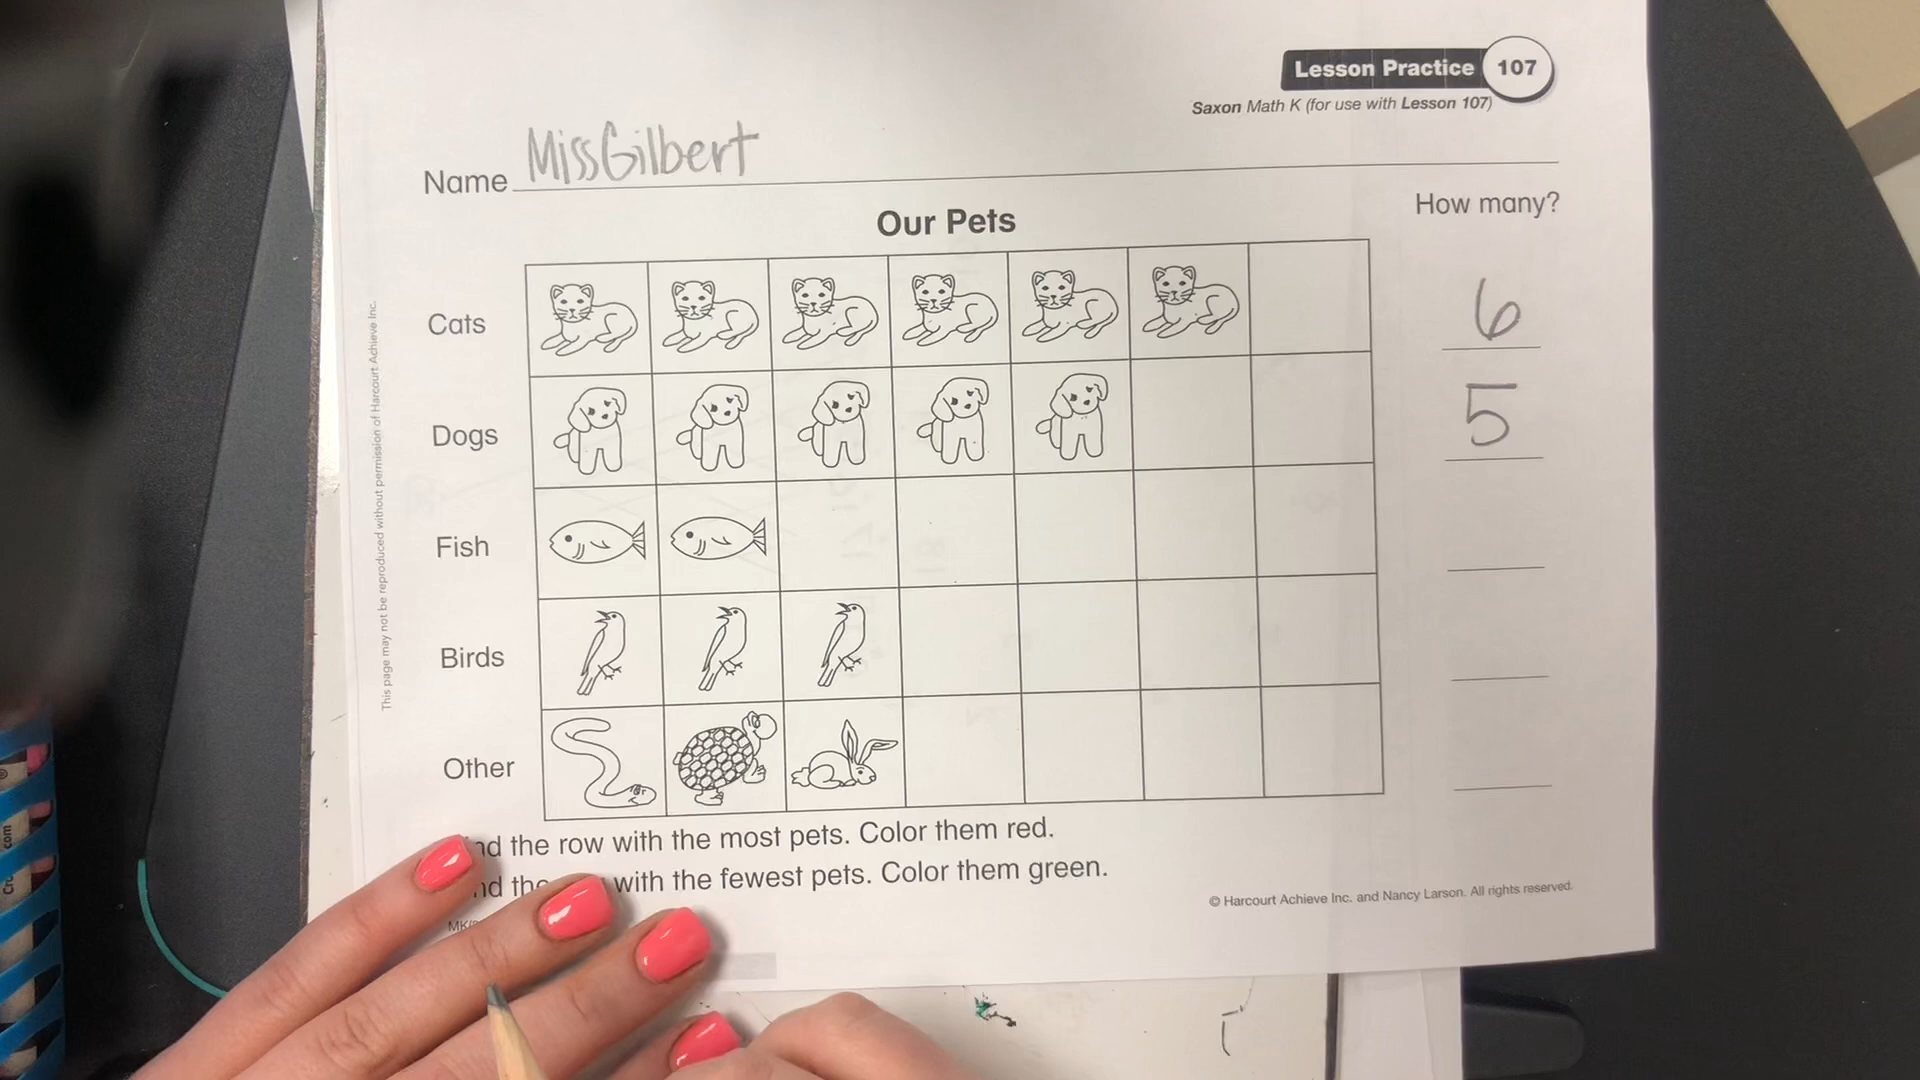 Lesson Practice 107
Saxon Math K (for use with Lesson 107)
Name MissGilbert
Our Pets
How many?
Cats 6
Dogs 5
Fish
Birds
Other
the row with the most pets. Color them red.
with the fewest pets. Color them green.
© Harcourt Achieve Inc. and Nancy Larson. All rights reserved.
This page may not be reproduced without permission of Harcourt Achieve Inc.